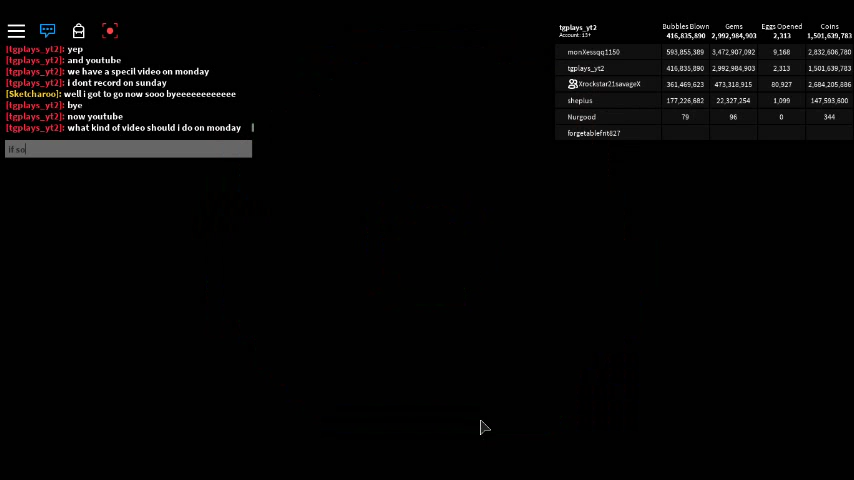 [tgplays_yt2]: yep
[tgplays_yt2]: and youtube
[tgplays_yt2]: we have a specil video on monday
[tgplays_yt2]: i dont record on sunday
[Sketcharoo]: well i got to go now sooo byeeeeeeeeeeee
[tgplays_yt2]: bye
[tgplays_yt2]: now youtube
[tgplays_yt2]: what kind of video should i do on monday
If so
tgplays_yt2 Bubbles Blown Gems Eggs Opened Coins
Account: 13+ 416,835,890 2,992,984,903 2,313 1,501,639,783
monXessqq1150 593,855,389 3,472,907,092 9,168 2,832,606,780
tgplays_yt2 416,835,890 2,992,984,903 2,313 1,501,639,783
Xrockstar21savageX 361,469,623 473,318,915 80,927 2,684,205,886
sheplus 177,226,682 22,327,254 1,099 147,593,600
Nurgood 79 96 0 344
forgetablefnt827